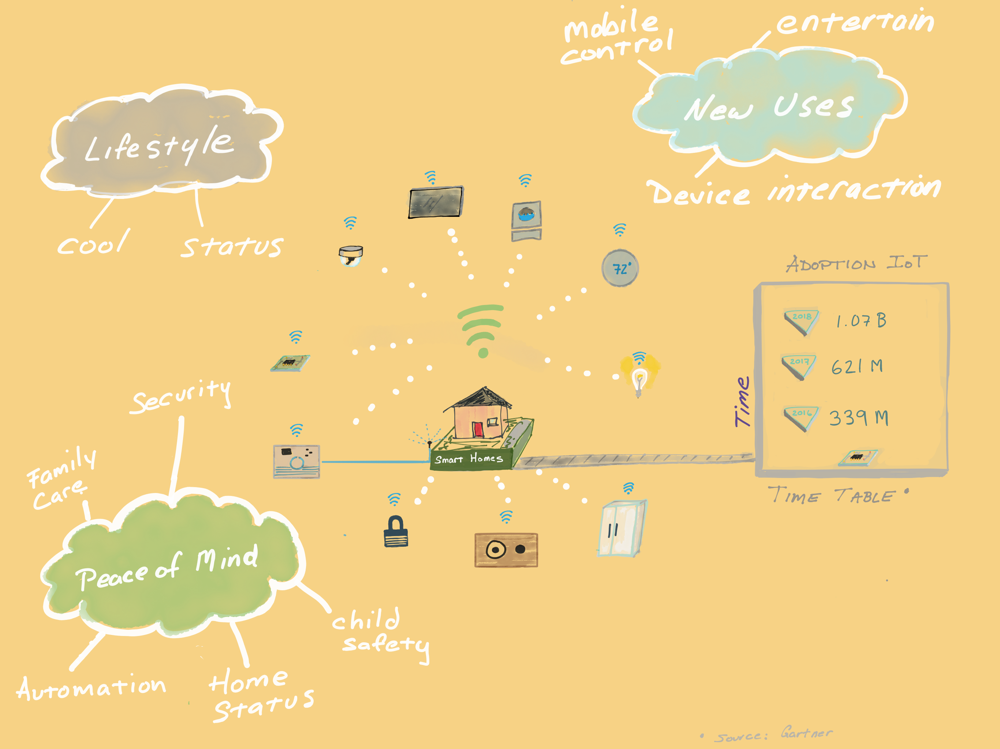 mobile
control
entertain
New Uses
Device interaction
Lifestyle
Cool
Status
72°
ADOPTION IoT
2018 1.07 B
2017 621 M
2016 339 M
Time
TIME TABLE •
Smart Homes
Security
Family
Care
Peace of Mind
child
safety
Automation
Home
Status
• Source: Gartner